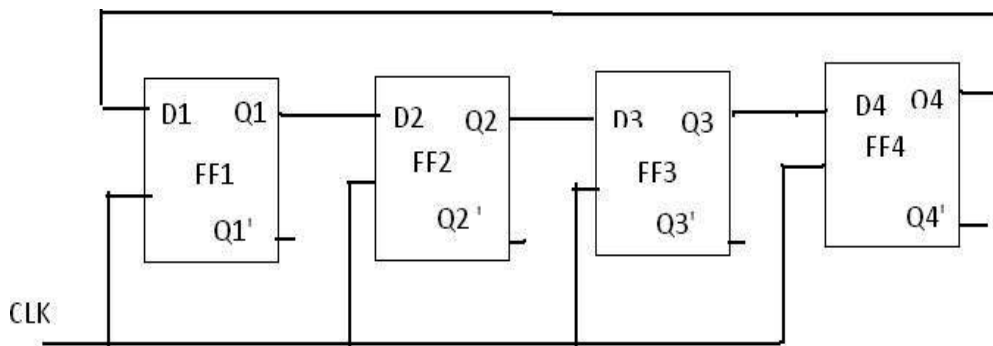 D1 Q1
FF1
Q1'
D2 Q2
FF2
Q2'
D3 Q3
FF3
Q3'
D4 Q4
FF4
Q4'
CLK